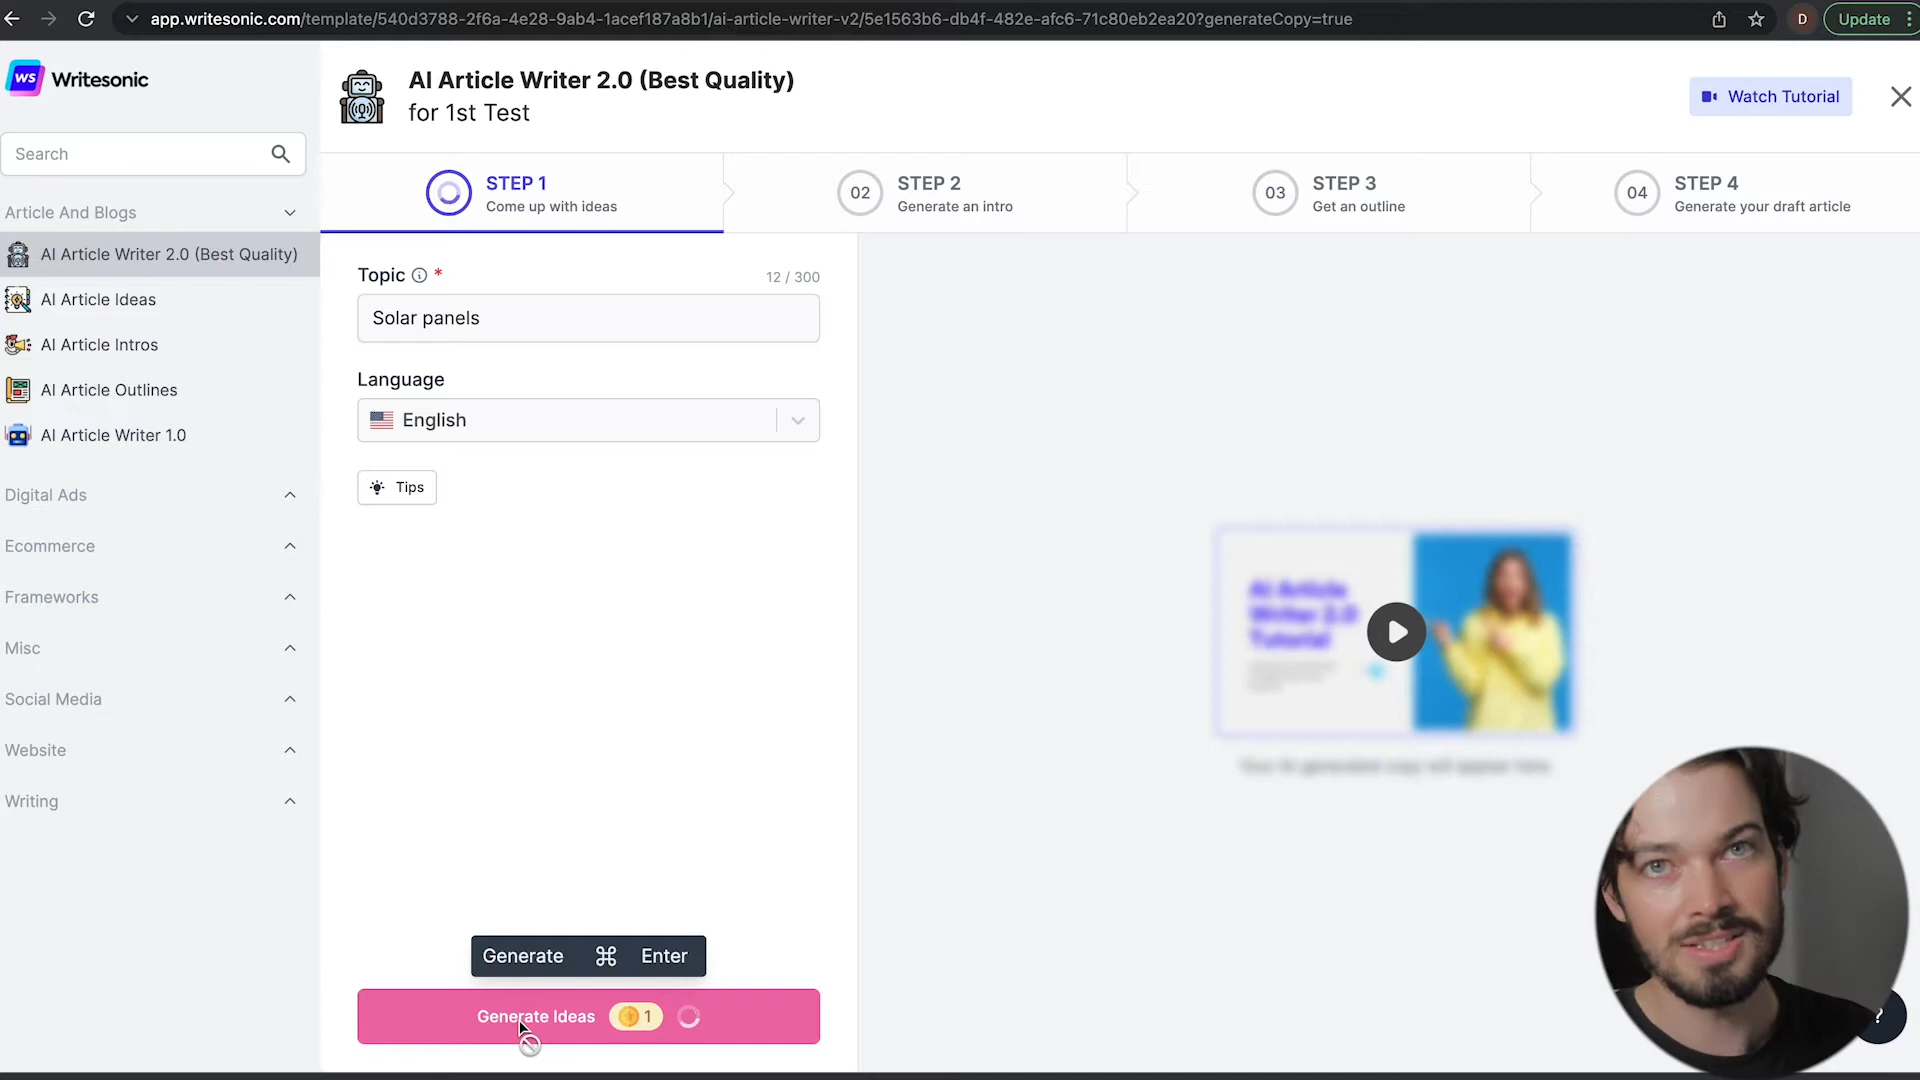 app.writesonic.com/template/540d3788-2f6a-4e28-9ab4-1acef187a8b1/ai-article-writer-v2/5e1563b6-db4f-482e-afc6-71c80eb2ea20?generateCopy=true
D
Update
ws Writesonic
AI Article Writer 2.0 (Best Quality)
for 1st Test
Watch Tutorial
Search
STEP 1
Come up with ideas
02 STEP 2
Generate an intro
03 STEP 3
Get an outline
04 STEP 4
Generate your draft article
Article And Blogs
AI Article Writer 2.0 (Best Quality)
AI Article Ideas
AI Article Intros
AI Article Outlines
AI Article Writer 1.0
Digital Ads
Ecommerce
Frameworks
Misc
Social Media
Website
Writing
Topic * 12 / 300
Solar panels
Language
English
Tips
AI Article
Writer 2.0
Tutorial
Your AI generated copy will appear here.
Generate ⌘ Enter
Generate Ideas 1
?